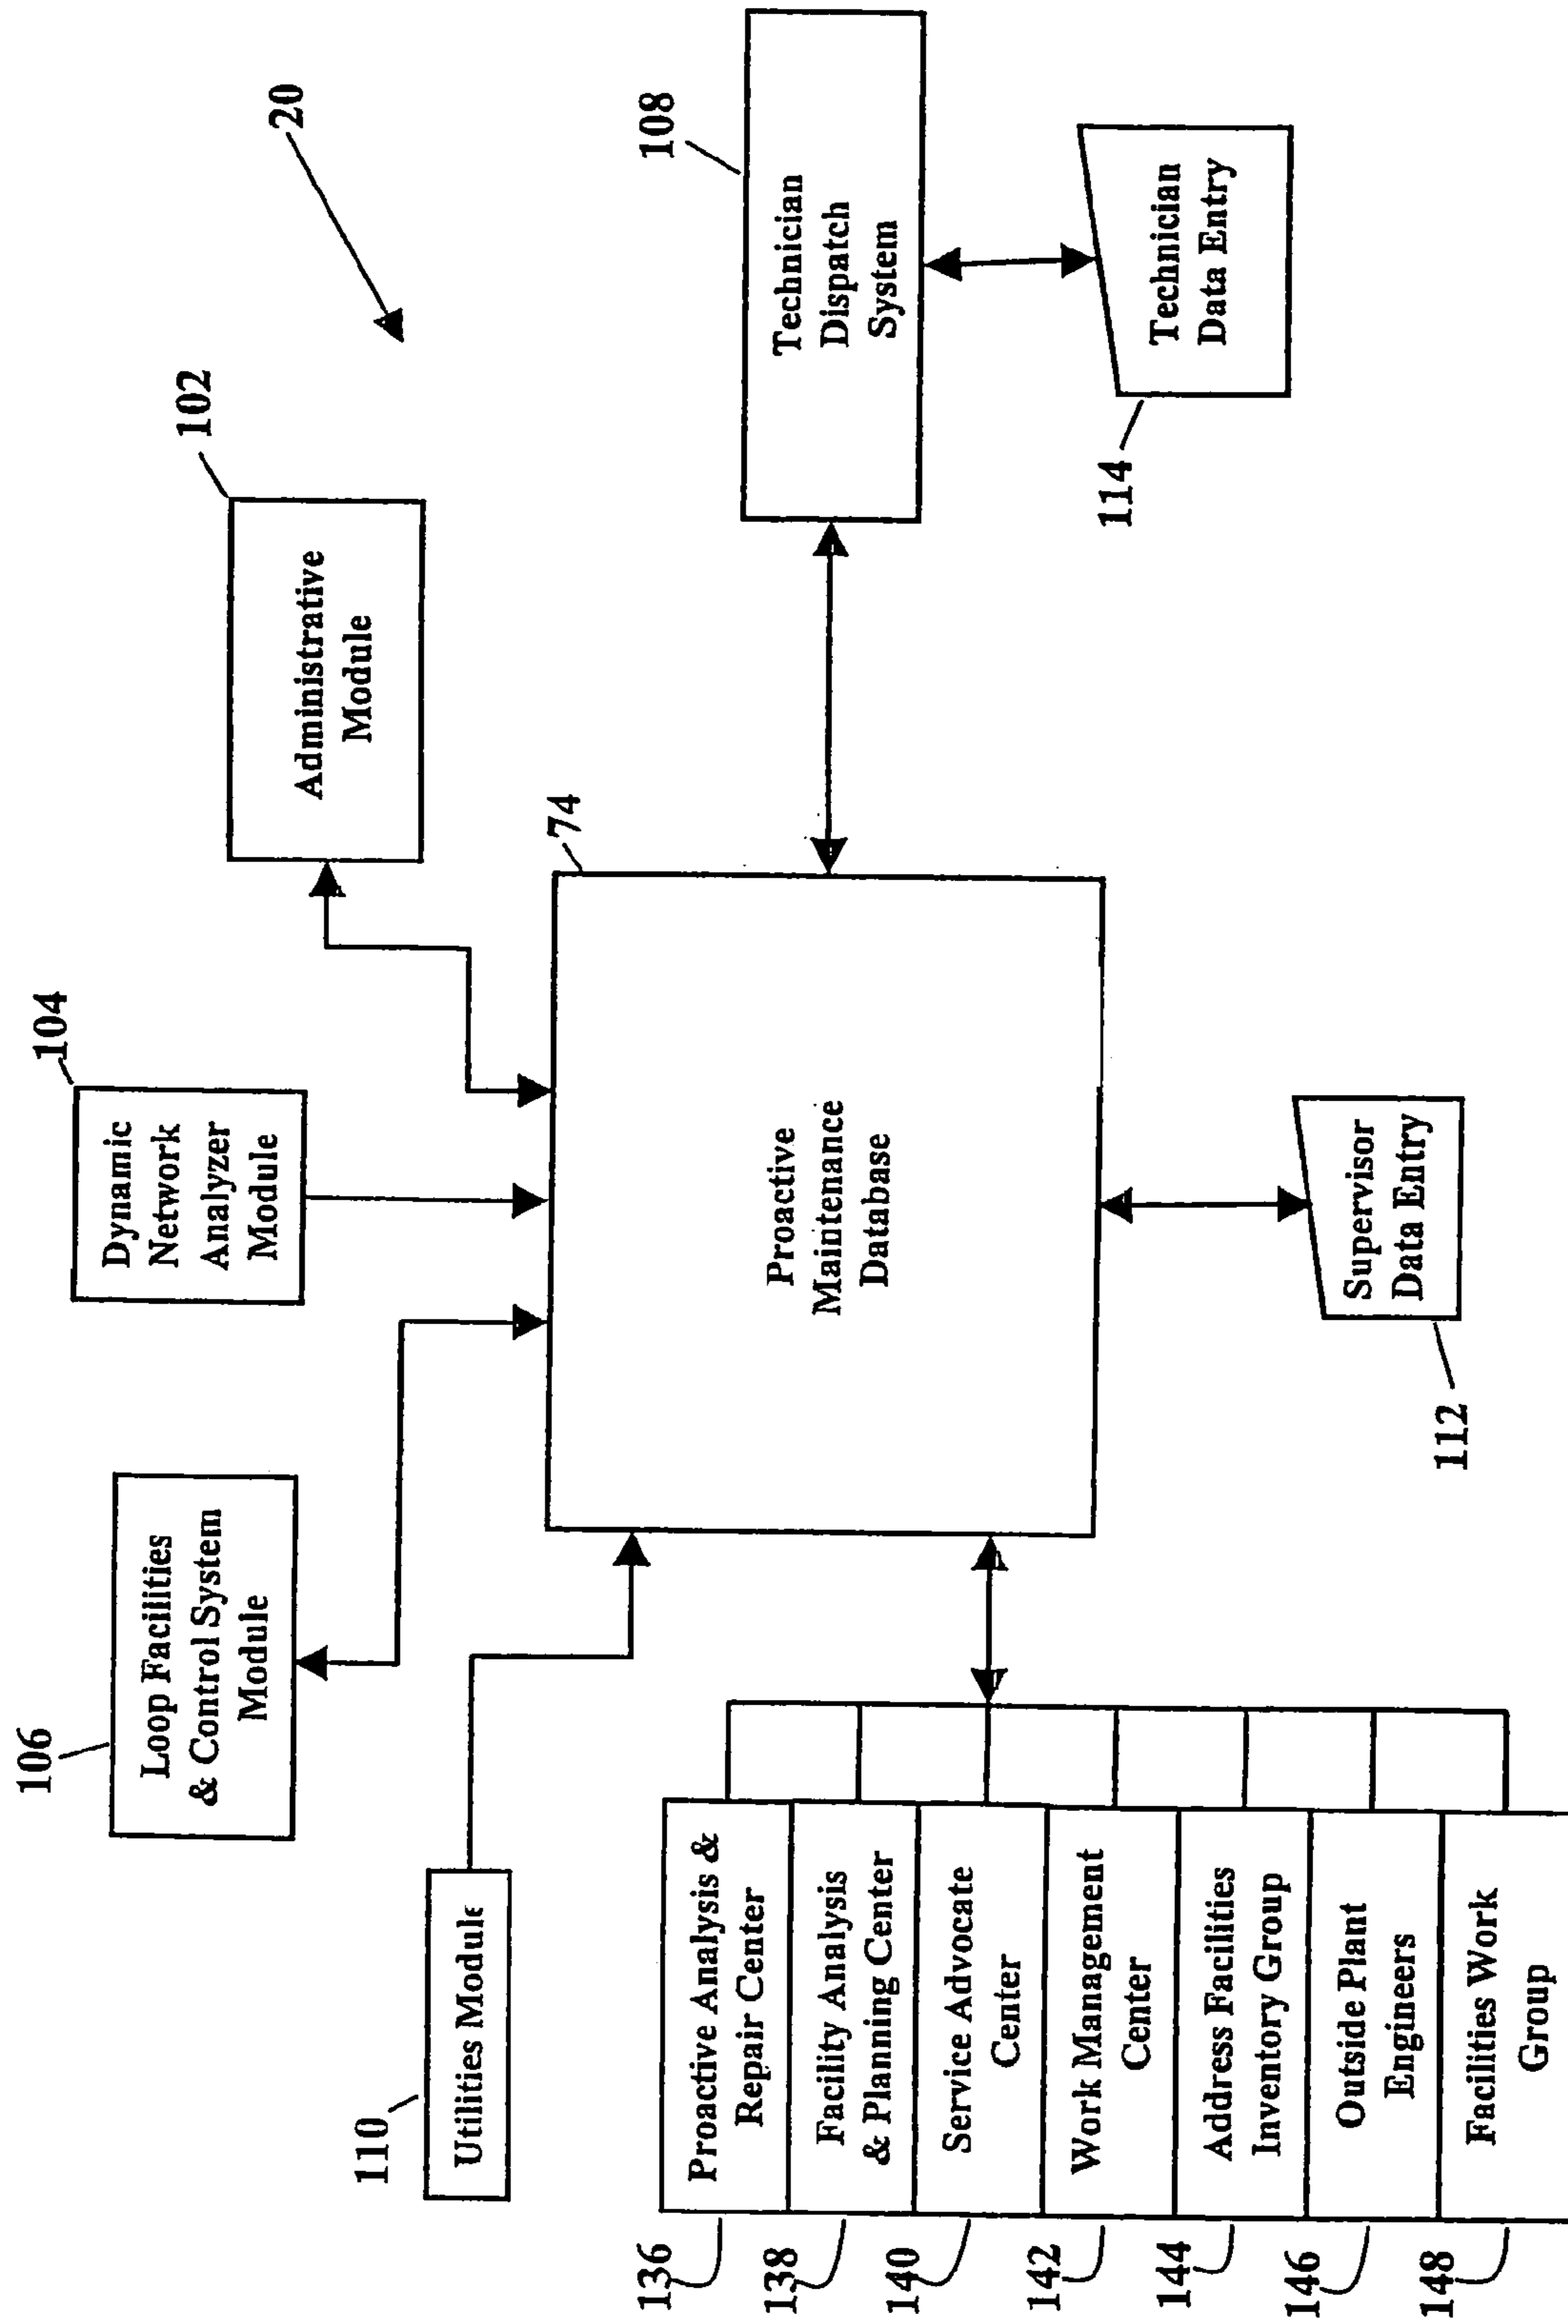 20
102
Administrative
Module
104
Dynamic
Network
Analyzer
Module
106
Loop Facilities
& Control System
Module
108
Technician
Dispatch
System
114
Technician
Data Entry
74
Proactive
Maintenance
Database
110
Utilities Module
112
Supervisor
Data Entry
136
Proactive Analysis &
Repair Center
138
Facility Analysis
& Planning Center
140
Service Advocate
Center
142
Work Management
Center
144
Address Facilities
Inventory Group
146
Outside Plant
Engineers
148
Facilities Work
Group